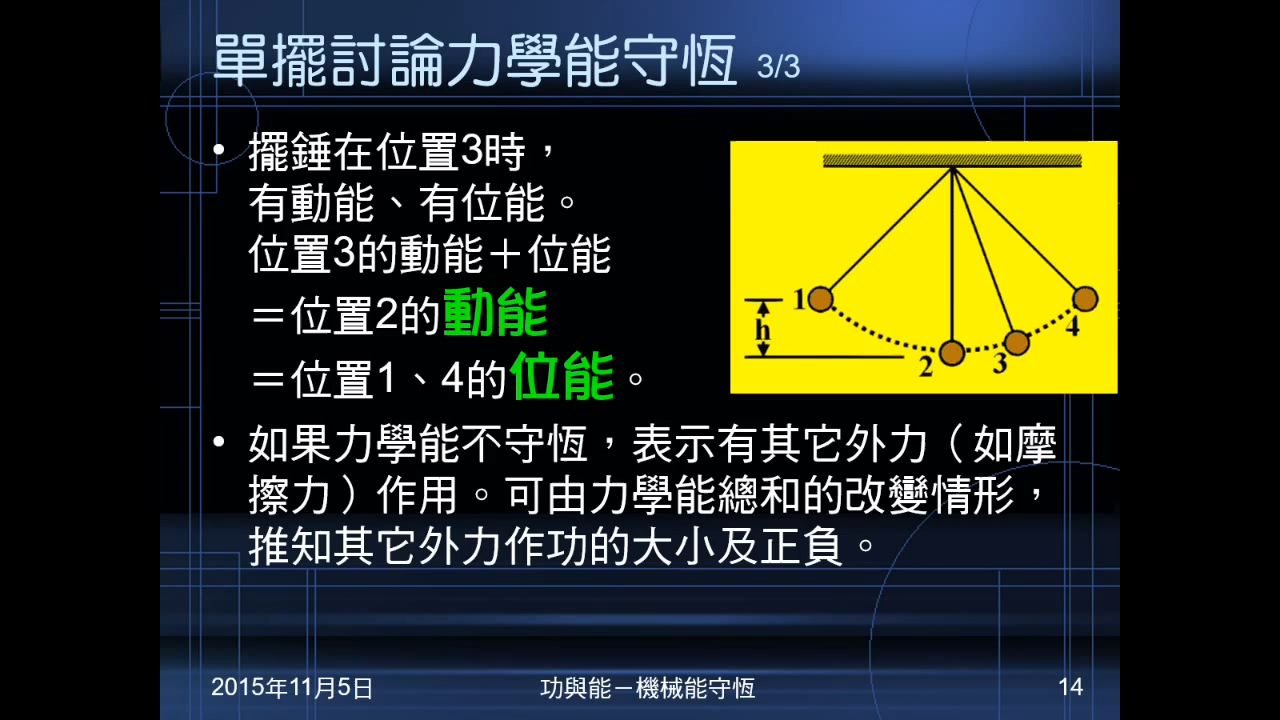 單擺討論力學能守恆 3/3
• 擺錘在位置3時，
有動能、有位能。
位置3的動能＋位能
＝位置2的動能
＝位置1、4的位能。
1
h
2
3
4
• 如果力學能不守恆，表示有其它外力（如摩
擦力）作用。可由力學能總和的改變情形，
推知其它外力作功的大小及正負。
2015年11月5日
功與能－機械能守恆
14